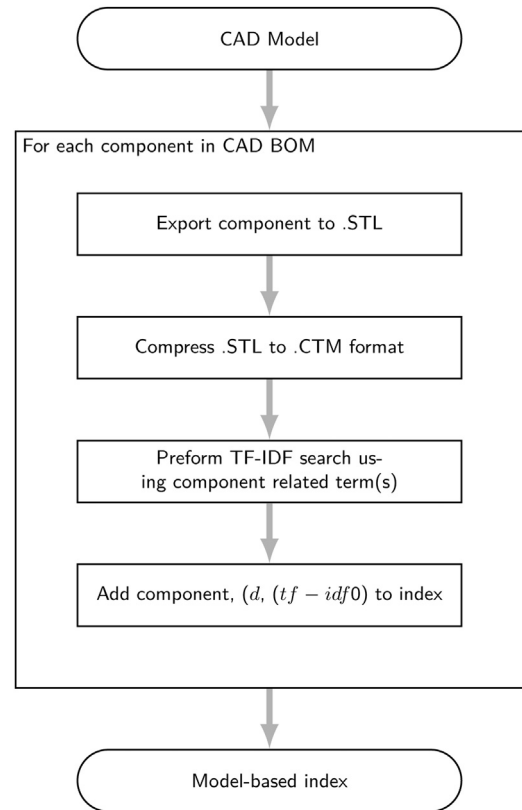 CAD Model
For each component in CAD BOM
Export component to .STL
Compress .STL to .CTM format
Preform TF-IDF search us-
ing component related term(s)
Add component, (d, (tf − idf0) to index
Model-based index